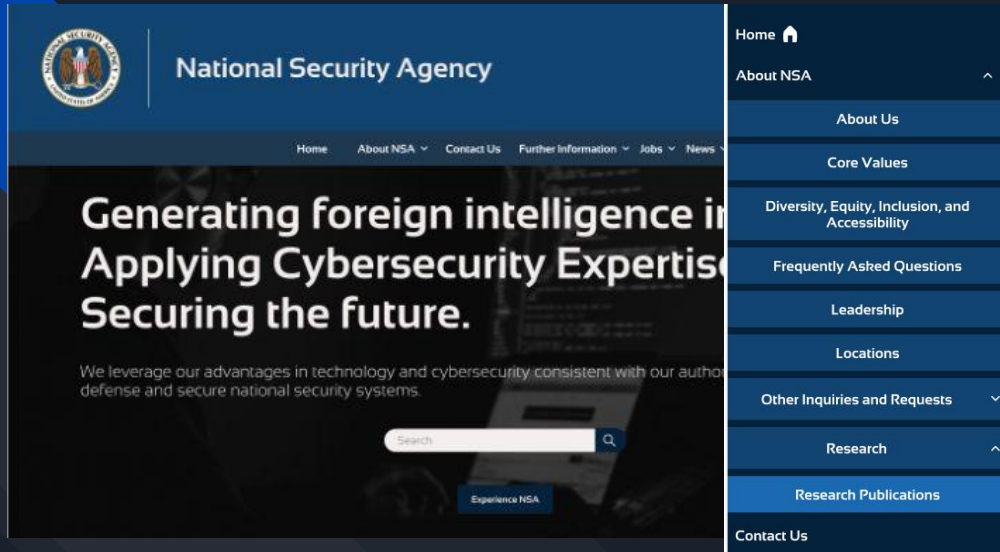 National Security Agency
Home About NSA Contact Us Further Information Jobs News
Generating foreign intelligence
Applying Cybersecurity Expertise
Securing the future.
We leverage our advantages in technology and cybersecurity consistent with our
defense and secure national security systems.
Search
Experience NSA
Home
About NSA
About Us
Core Values
Diversity, Equity, Inclusion, and
Accessibility
Frequently Asked Questions
Leadership
Locations
Other Inquiries and Requests
Research
Research Publications
Contact Us